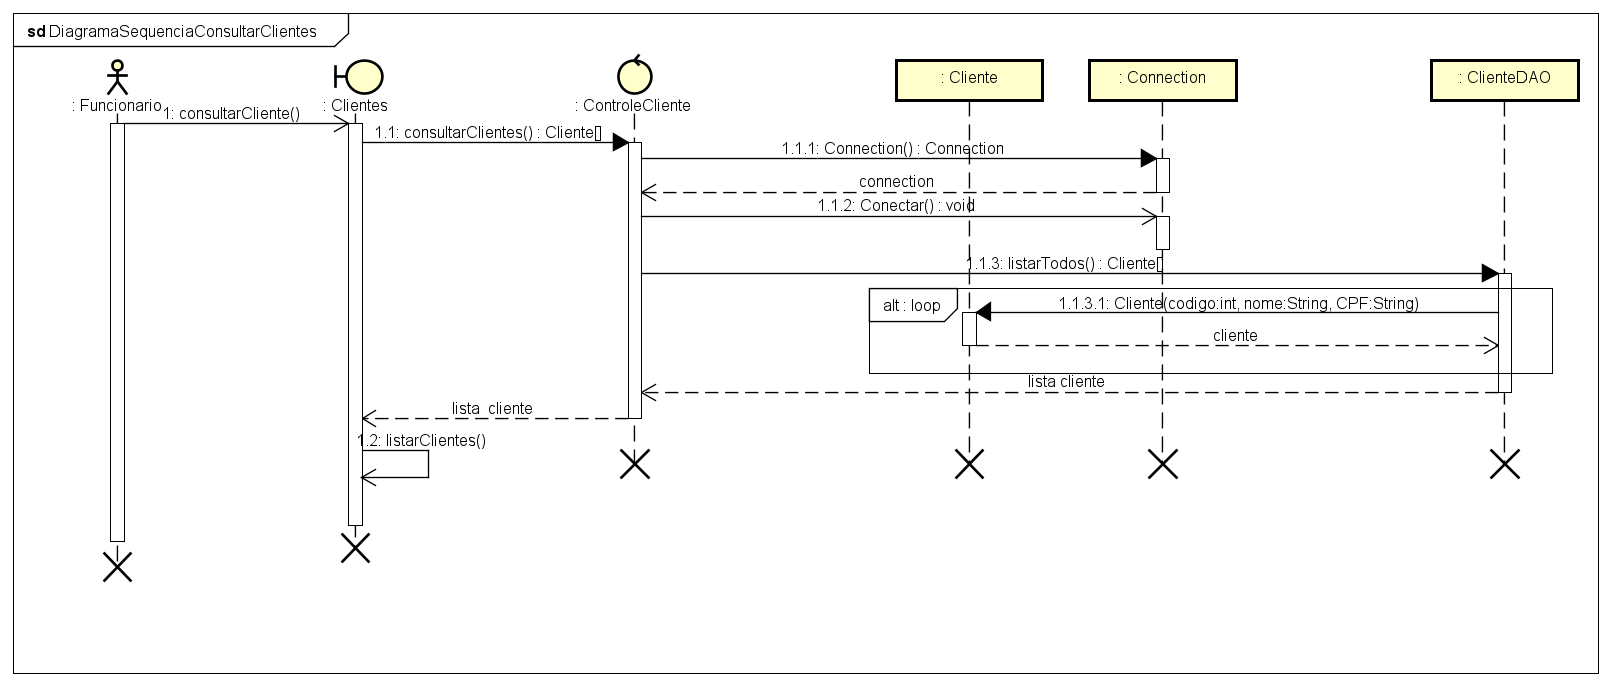 sd DiagramaSequenciaConsultarClientes
: Funcionario
: Clientes
: ControleCliente
: Cliente
: Connection
: ClienteDAO
1: consultarCliente()
1.1: consultarClientes() : Cliente[]
1.1.1: Connection() : Connection
connection
1.1.2: Conectar() : void
1.1.3: listarTodos() : Cliente[]
alt : loop
1.1.3.1: Cliente(codigo:int, nome:String, CPF:String)
cliente
lista cliente
lista  cliente
1.2: listarClientes()